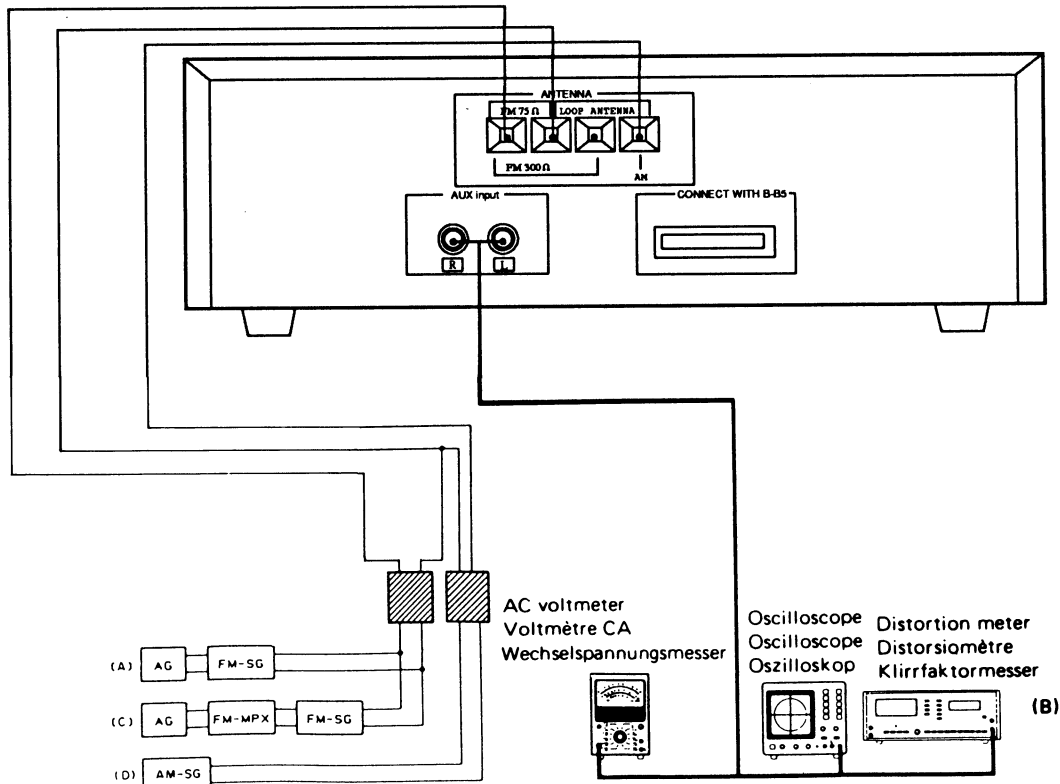 ANTENNA
FM 75 Ω LOOP ANTENNA
FM 300 Ω
AM
AUX input
R L
CONNECT WITH B-B5
AC voltmeter
Voltmètre CA
Wechselspannungsmesser
Oscilloscope
Oscilloscope
Oszilloskop
Distortion meter
Distorsiomètre
Klirrfaktormesser
(B)
(A) AG FM-SG
(C) AG FM-MPX FM-SG
(D) AM-SG